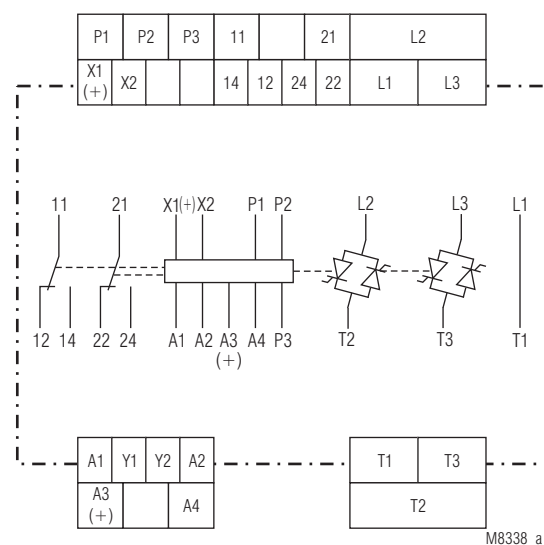 P1 P2 P3 11 21 L2
X1 (+) X2 14 12 24 22 L1 L3
11 21 X1(+) X2 P1 P2 L2 L3 L1
12 14 22 24 A1 A2 A3 (+) A4 P3 T2 T3 T1
A1 Y1 Y2 A2 T1 T3
A3 (+) A4 T2
M8338 a